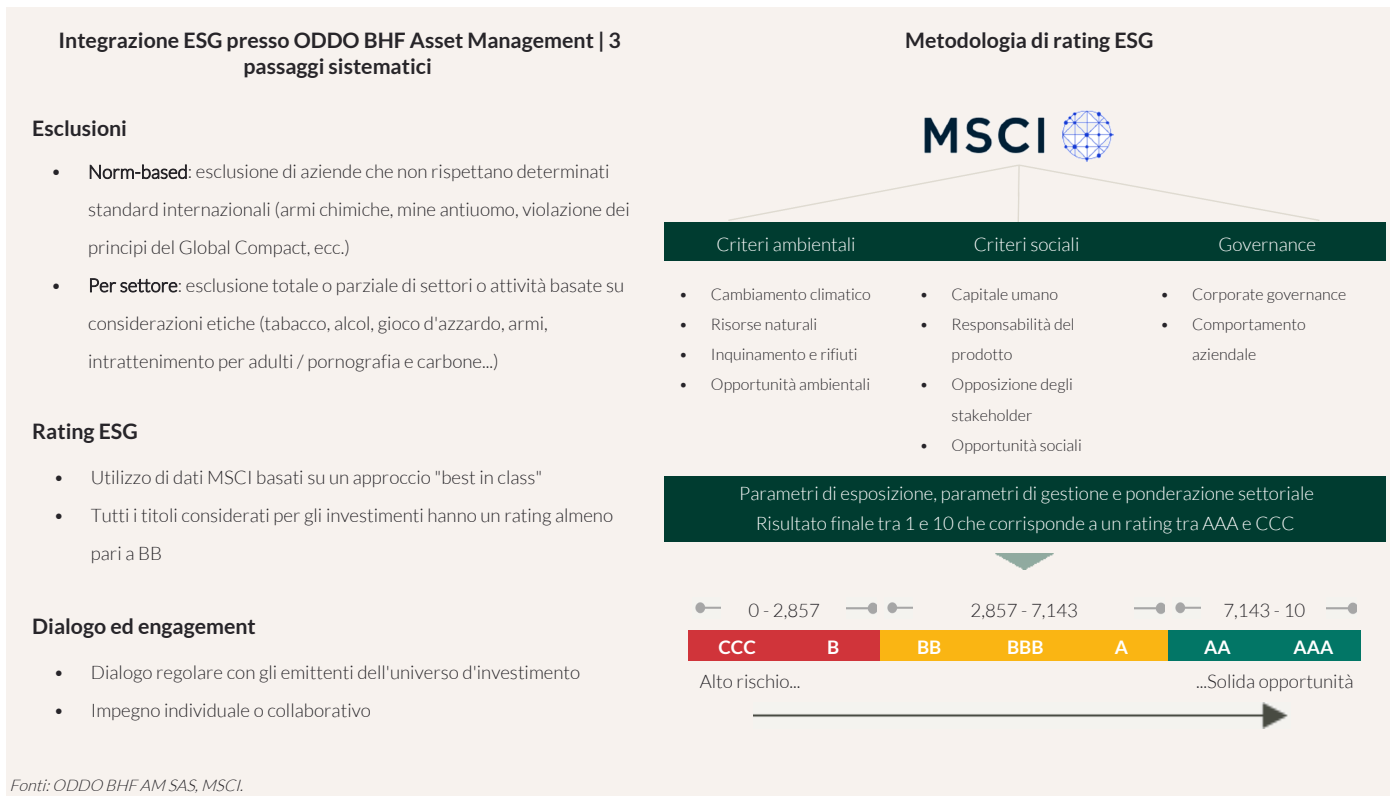 Integrazione ESG presso ODDO BHF Asset Management | 3
passaggi sistematici
Esclusioni
• Norm-based: esclusione di aziende che non rispettano determinati
standard internazionali (armi chimiche, mine antiuomo, violazione dei
principi del Global Compact, ecc.)
• Per settore: esclusione totale o parziale di settori o attività basate su
considerazioni etiche (tabacco, alcol, gioco d'azzardo, armi,
intrattenimento per adulti / pornografia e carbone...)
Rating ESG
• Utilizzo di dati MSCI basati su un approccio "best in class"
• Tutti i titoli considerati per gli investimenti hanno un rating almeno
pari a BB
Dialogo ed engagement
• Dialogo regolare con gli emittenti dell'universo d'investimento
• Impegno individuale o collaborativo
Metodologia di rating ESG
MSCI
Criteri ambientali
• Cambiamento climatico
• Risorse naturali
• Inquinamento e rifiuti
• Opportunità ambientali
Criteri sociali
• Capitale umano
• Responsabilità del
prodotto
• Opposizione degli
stakeholder
• Opportunità sociali
Governance
• Corporate governance
• Comportamento
aziendale
Parametri di esposizione, parametri di gestione e ponderazione settoriale
Risultato finale tra 1 e 10 che corrisponde a un rating tra AAA e CCC
0 - 2,857 2,857 - 7,143 7,143 - 10
CCC B BB BBB A AA AAA
Alto rischio... ...Solida opportunità
Fonti: ODDO BHF AM SAS, MSCI.